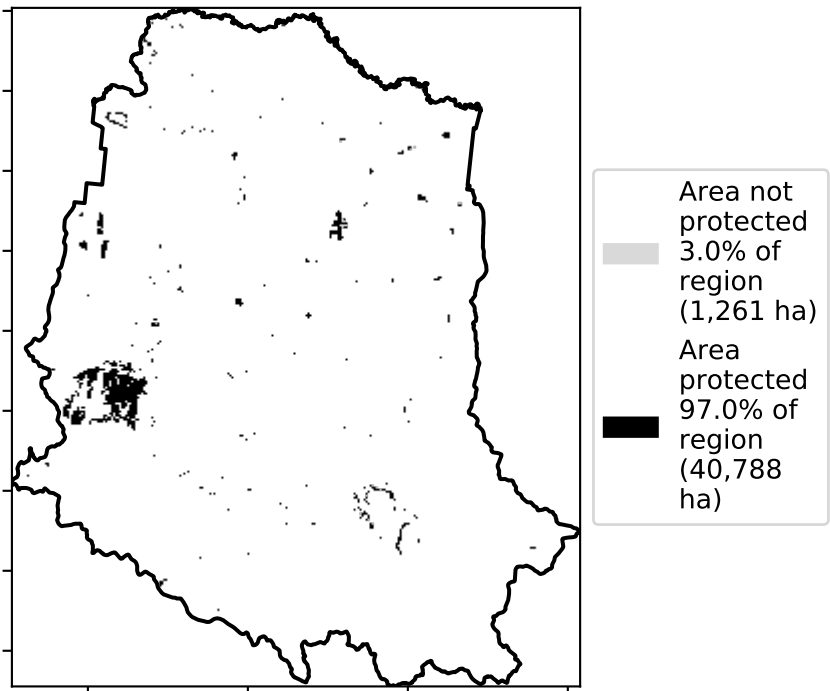 Area not
protected
3.0% of
region
(1,261 ha)
Area
protected
97.0% of
region
(40,788
ha)